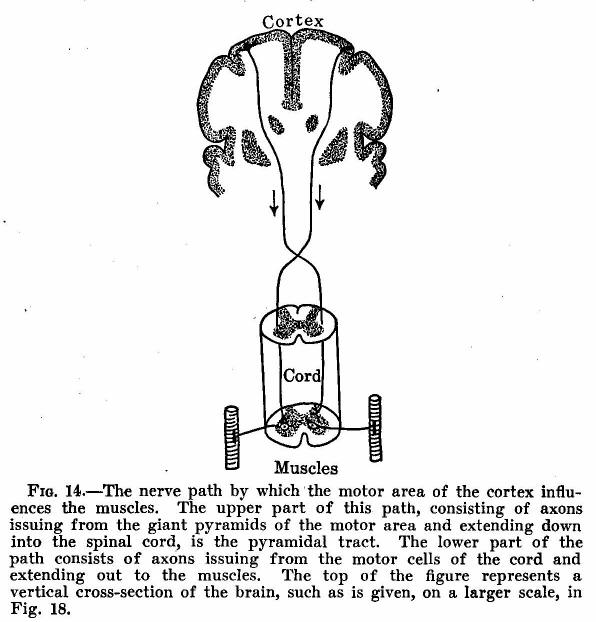 Cortex
Cord
Muscles
FIG. 14.—The nerve path by which the motor area of the cortex influ-
ences the muscles. The upper part of this path, consisting of axons
issuing from the giant pyramids of the motor area and extending down
into the spinal cord, is the pyramidal tract. The lower part of the
path consists of axons issuing from the motor cells of the cord and
extending out to the muscles. The top of the figure represents a
vertical cross-section of the brain, such as is given, on a larger scale, in
Fig. 18.